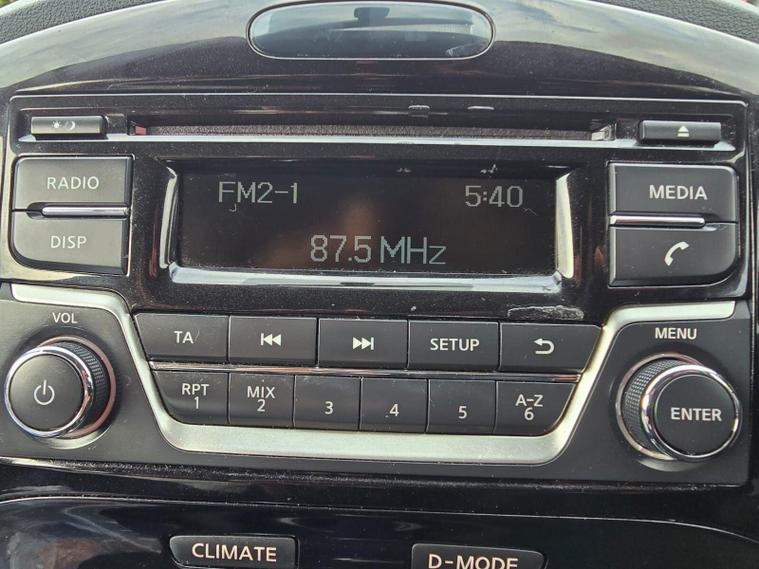 RADIO
MEDIA
DISP
FM2-1 5:40
87.5 MHz
VOL
MENU
TA
SETUP
RPT
1
MIX
2
3
4
5
A-Z
6
ENTER
CLIMATE
D-MODE